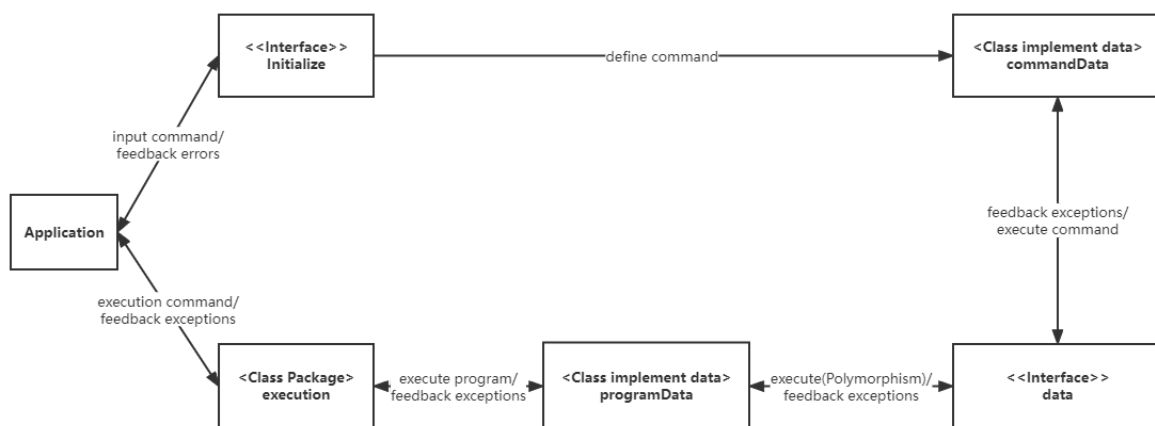 <<Interface>>
Initialize
define command
<Class implement data>
commandData
input command/
feedback errors
Application
feedback exceptions/
execute command
execution command/
feedback exceptions
<Class Package>
execution
execute program/
feedback exceptions
<Class implement data>
programData
execute(Polymorphism)/
feedback exceptions
<<Interface>>
data